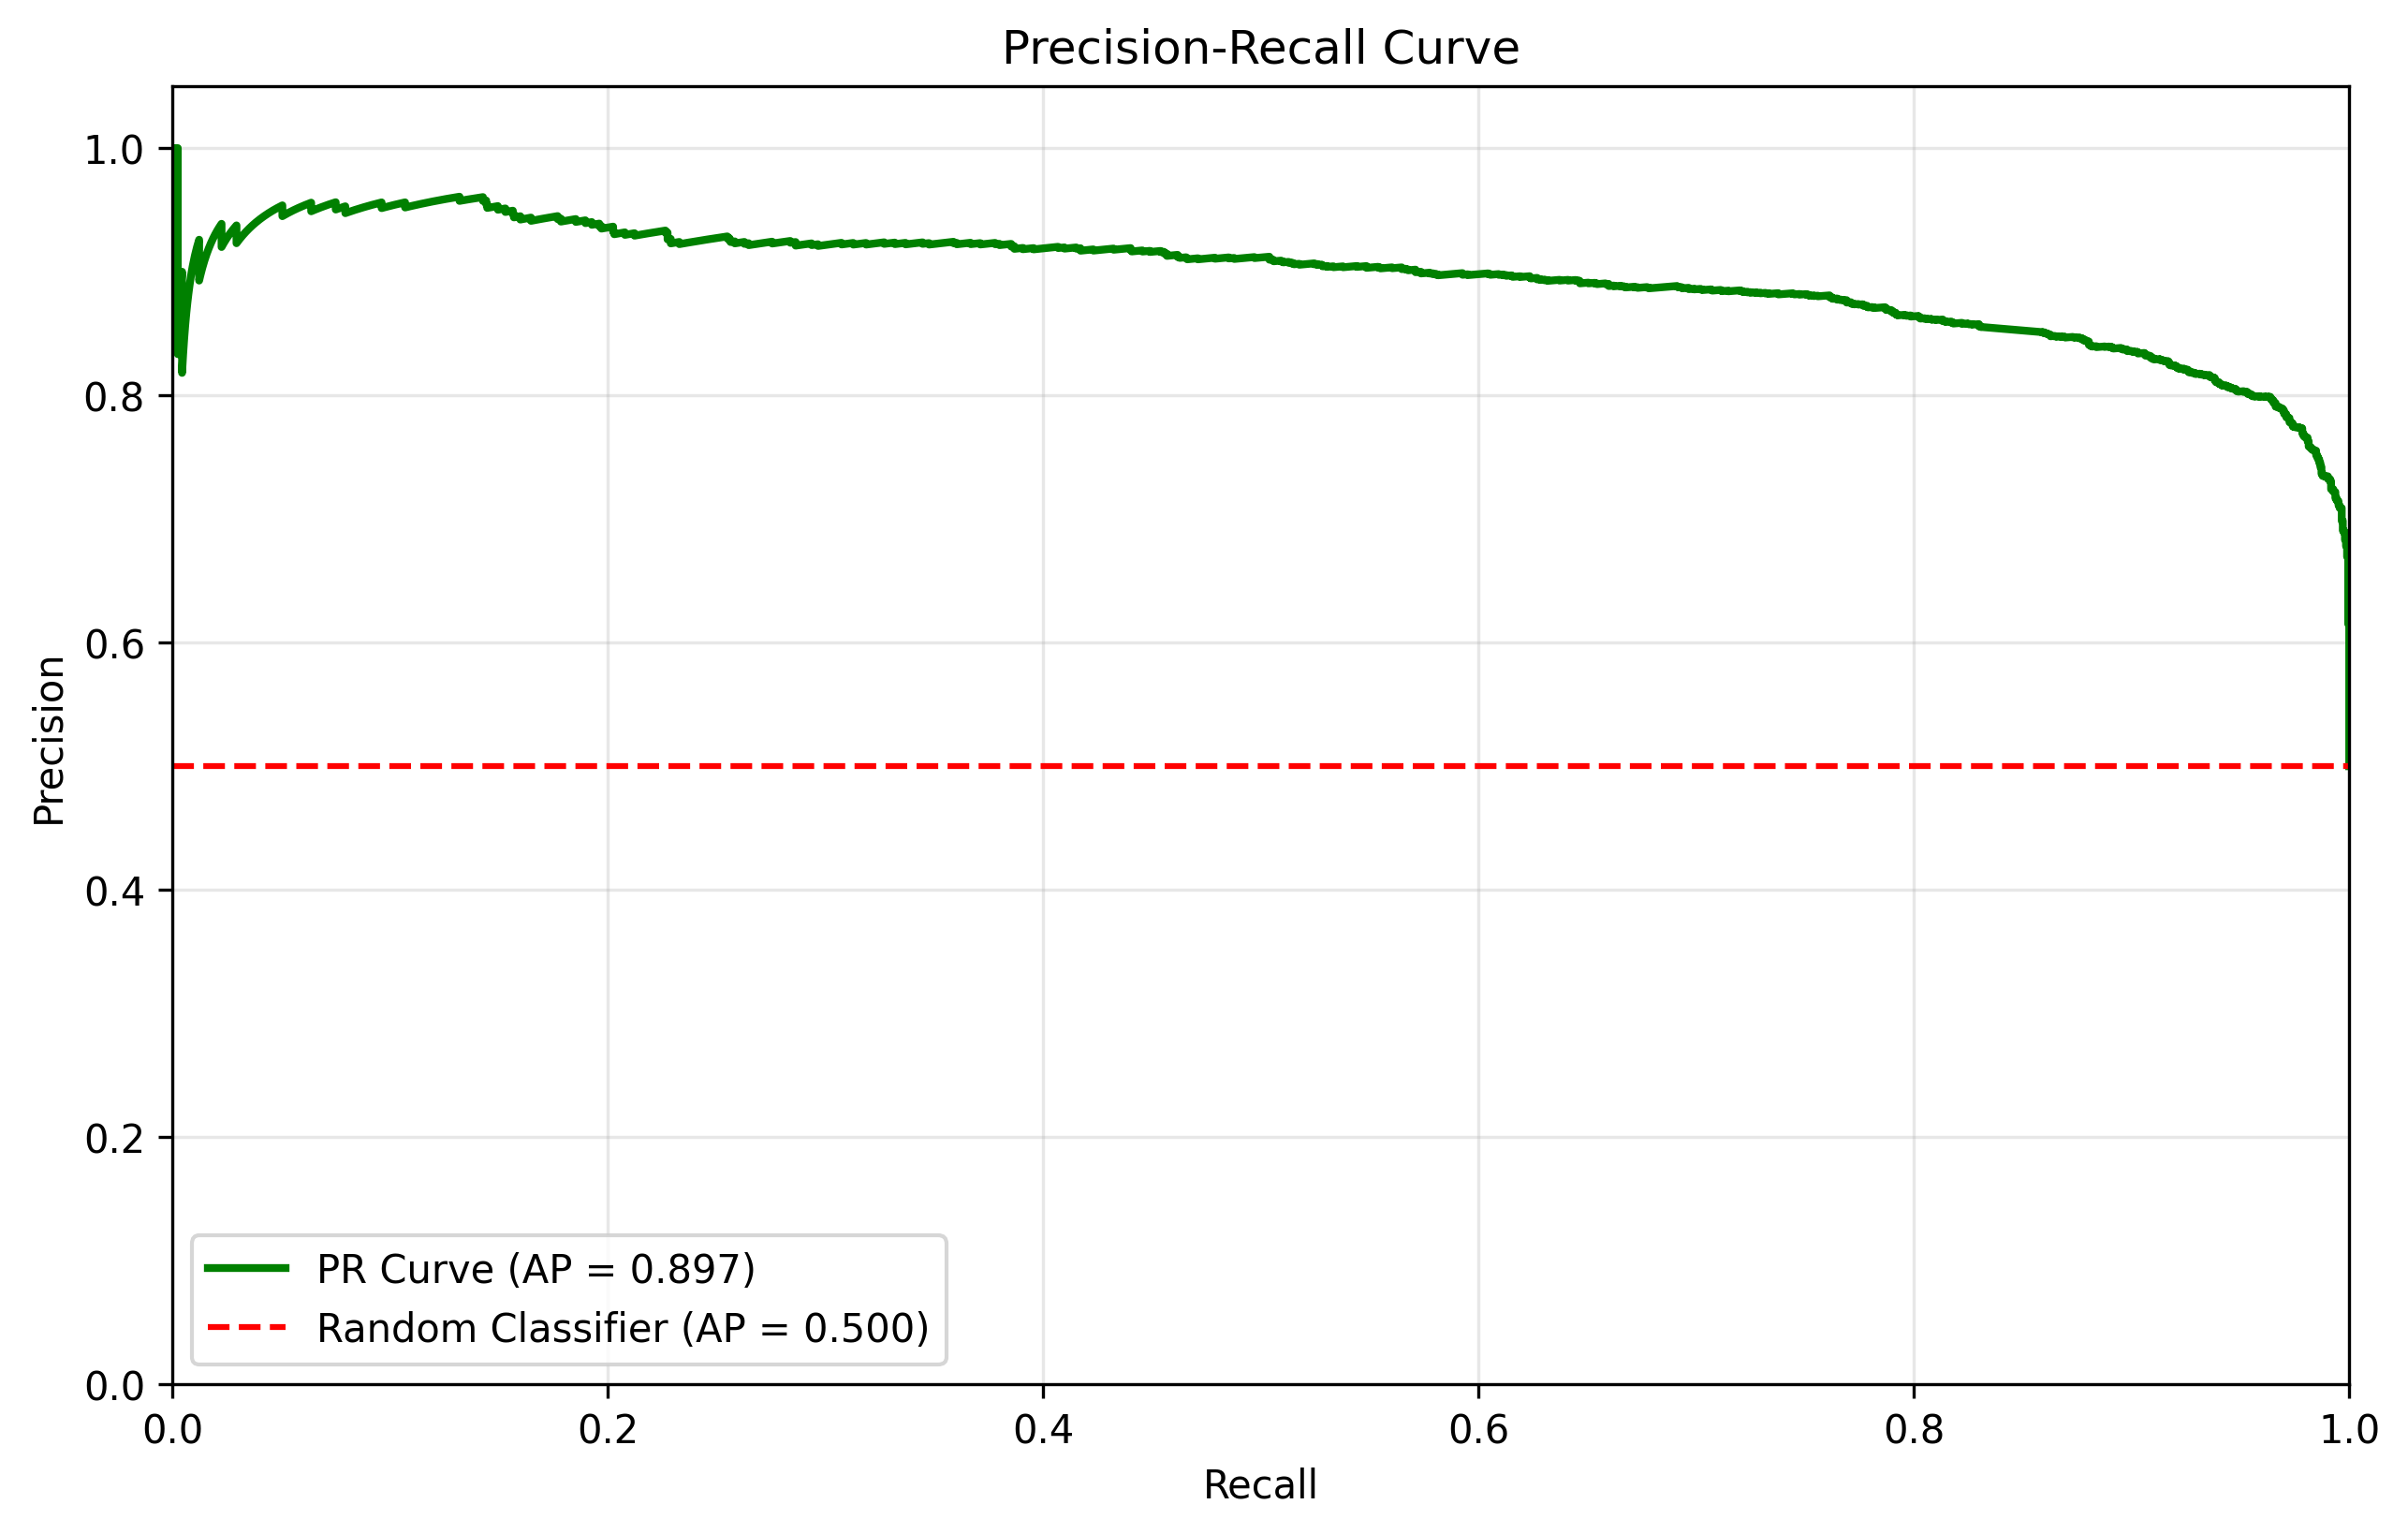 Precision-Recall Curve
1.0
0.8
0.6
0.4
0.2
0.0
Precision
PR Curve (AP = 0.897)
Random Classifier (AP = 0.500)
0.0 0.2 0.4 0.6 0.8 1.0
Recall